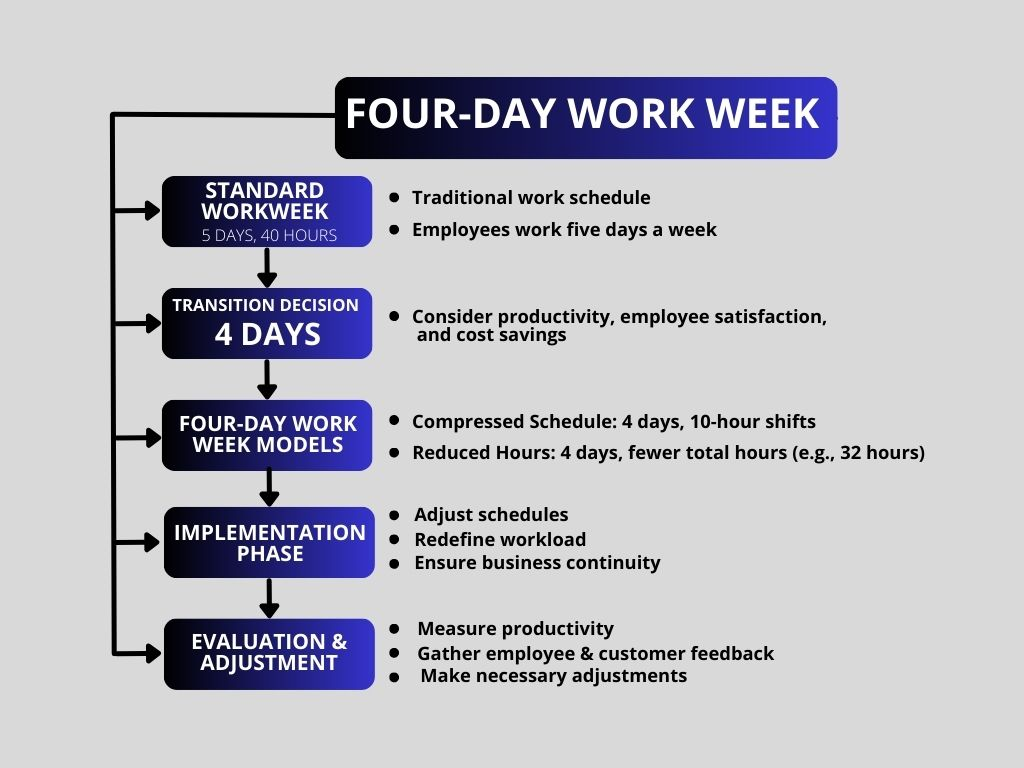 FOUR-DAY WORK WEEK
STANDARD
WORKWEEK
5 DAYS, 40 HOURS
• Traditional work schedule
• Employees work five days a week
TRANSITION DECISION
4 DAYS
• Consider productivity, employee satisfaction,
and cost savings
FOUR-DAY WORK
WEEK MODELS
• Compressed Schedule: 4 days, 10-hour shifts
• Reduced Hours: 4 days, fewer total hours (e.g., 32 hours)
IMPLEMENTATION
PHASE
• Adjust schedules
• Redefine workload
• Ensure business continuity
EVALUATION &
ADJUSTMENT
• Measure productivity
• Gather employee & customer feedback
• Make necessary adjustments